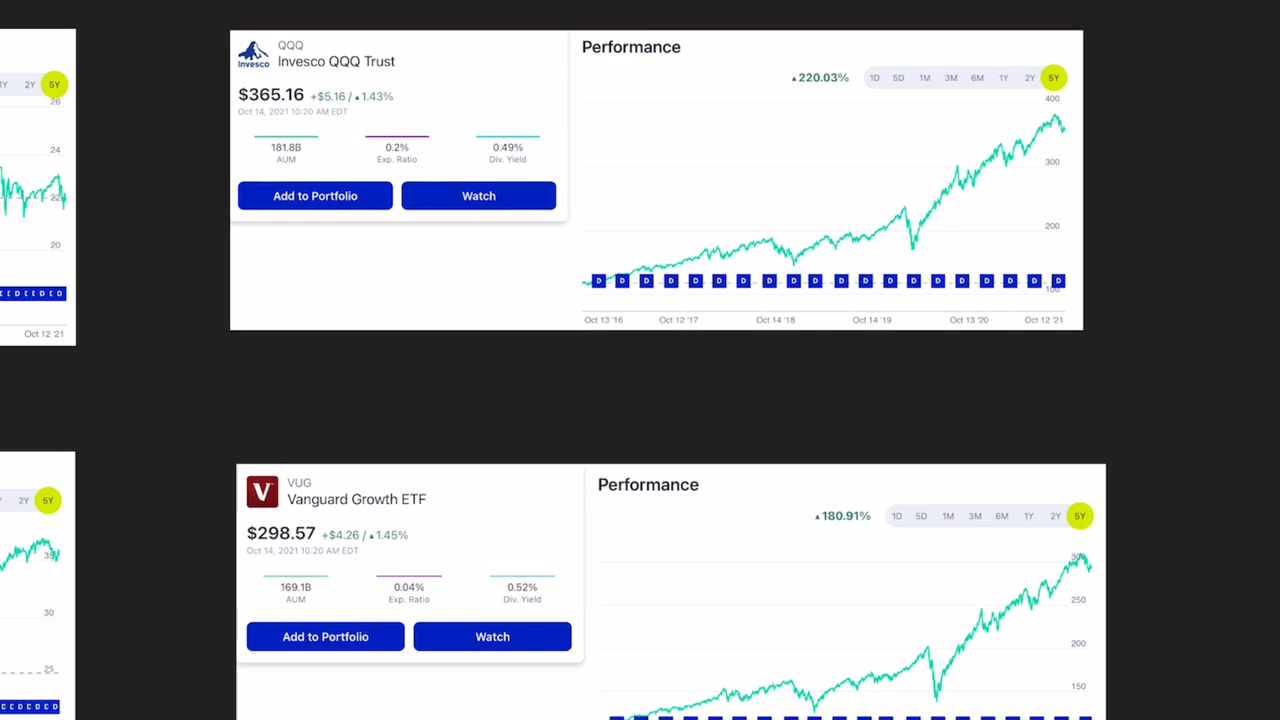 1Y 2Y 5Y
26
24
22
20
D D D D D D
Oct 12 '21
Invesco
QQQ
Invesco QQQ Trust
$365.16 +$5.16 / ▲1.43%
Oct 14, 2021 10:20 AM EDT
181.8B 0.2% 0.49%
AUM Exp. Ratio Div. Yield
Add to Portfolio Watch
Performance
▲220.03% 1D 5D 1M 3M 6M 1Y 2Y 5Y
400
300
200
100
D D D D D D D D D D D D D D D D D D D D
Oct 13 '16 Oct 12 '17 Oct 14 '18 Oct 14 '19 Oct 13 '20 Oct 12 '21
2Y 5Y
35
30
25
D D D D D D
V
VUG
Vanguard Growth ETF
$298.57 +$4.26 / ▲1.45%
Oct 14, 2021 10:20 AM EDT
169.1B 0.04% 0.52%
AUM Exp. Ratio Div. Yield
Add to Portfolio Watch
Performance
▲180.91% 1D 5D 1M 3M 6M 1Y 2Y 5Y
300
250
200
150